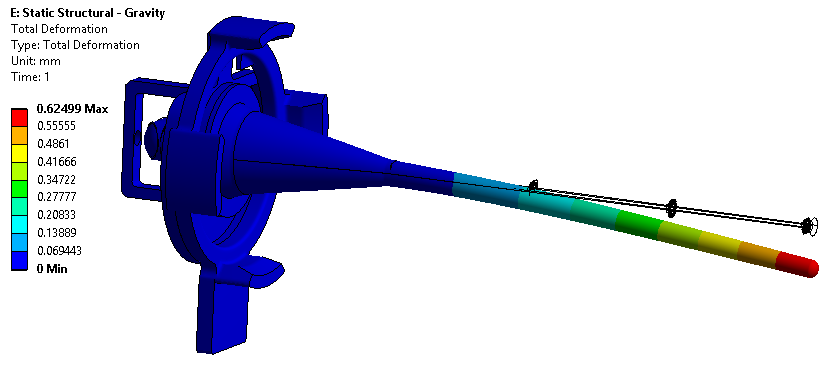 E: Static Structural - Gravity
Total Deformation
Type: Total Deformation
Unit: mm
Time: 1
0.62499 Max
0.55555
0.4861
0.41666
0.34722
0.27777
0.20833
0.13889
0.069443
0 Min